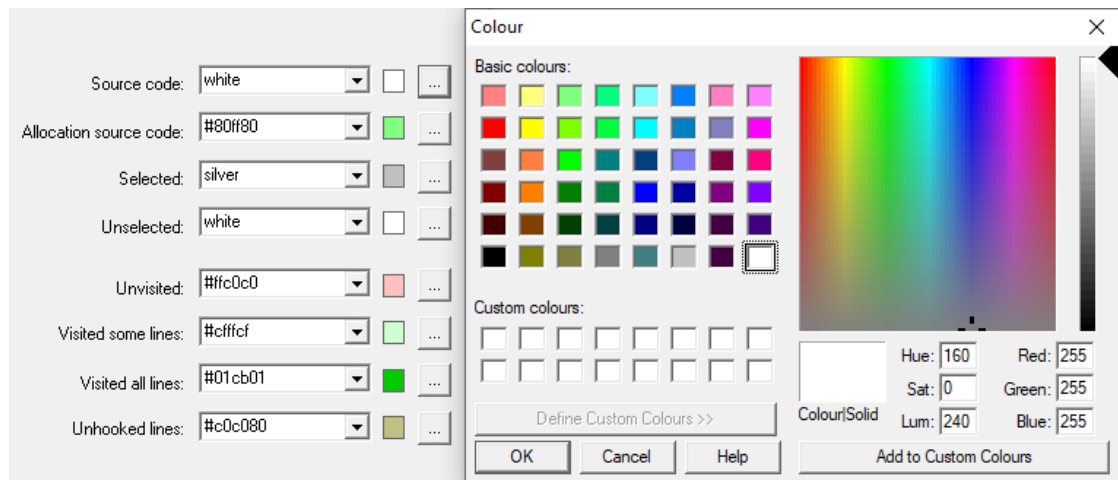 Source code: white ...
Allocation source code: #80ff80 ...
Selected: silver ...
Unselected: white ...
Unvisited: #ffc0c0 ...
Visited some lines: #cfffcf ...
Visited all lines: #01cb01 ...
Unhooked lines: #c0c080 ...
Colour
Basic colours:
Custom colours:
Define Custom Colours >>
OK Cancel Help
Colour|Solid
Hue: 160 Red: 255
Sat: 0 Green: 255
Lum: 240 Blue: 255
Add to Custom Colours